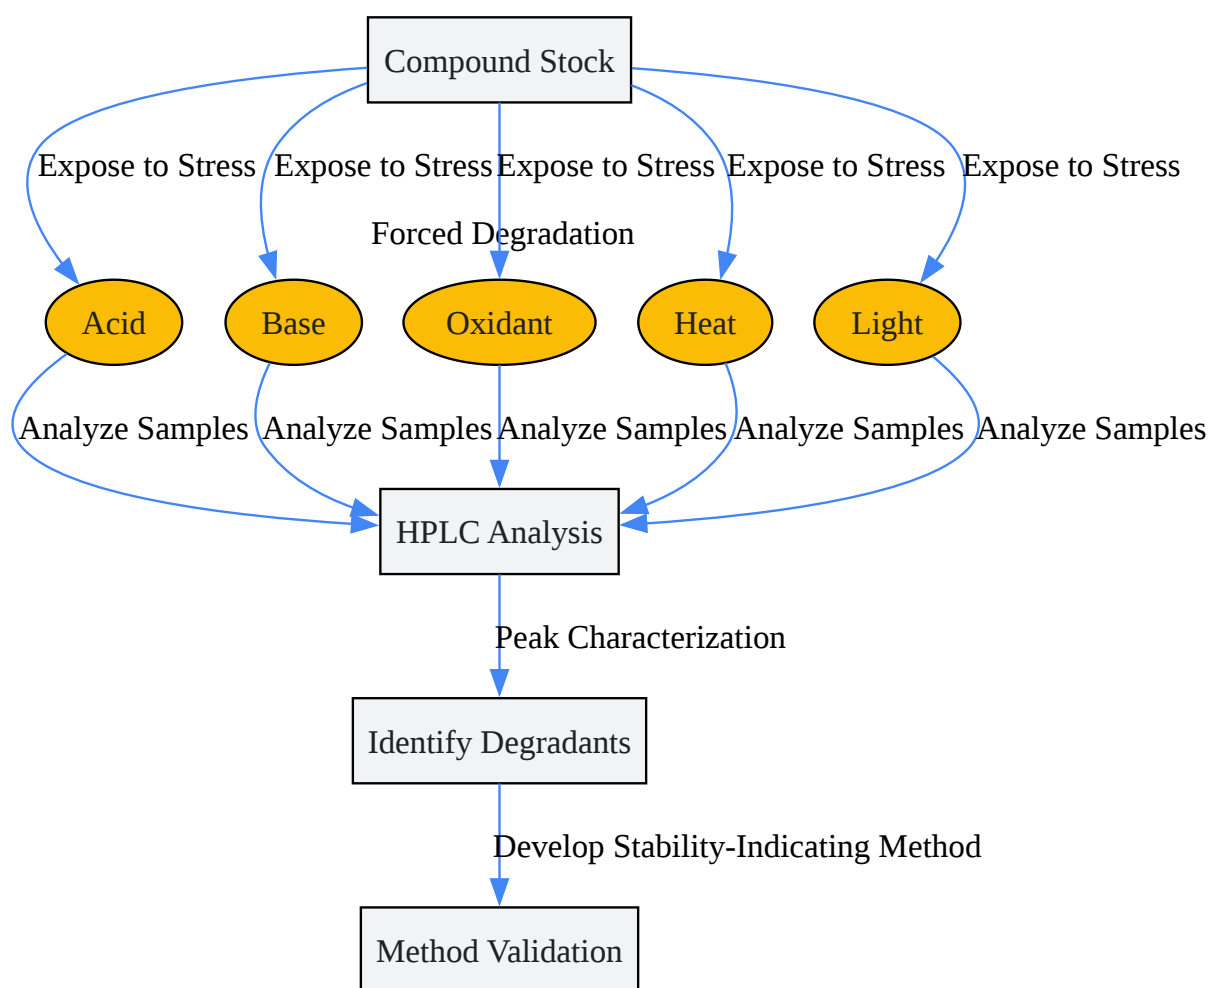 Compound Stock
Expose to Stress
Expose to Stress
Expose to Stress
Expose to Stress
Expose to Stress
Forced Degradation
Acid
Base
Oxidant
Heat
Light
Analyze Samples
Analyze Samples
Analyze Samples
Analyze Samples
Analyze Samples
HPLC Analysis
Peak Characterization
Identify Degradants
Develop Stability-Indicating Method
Method Validation